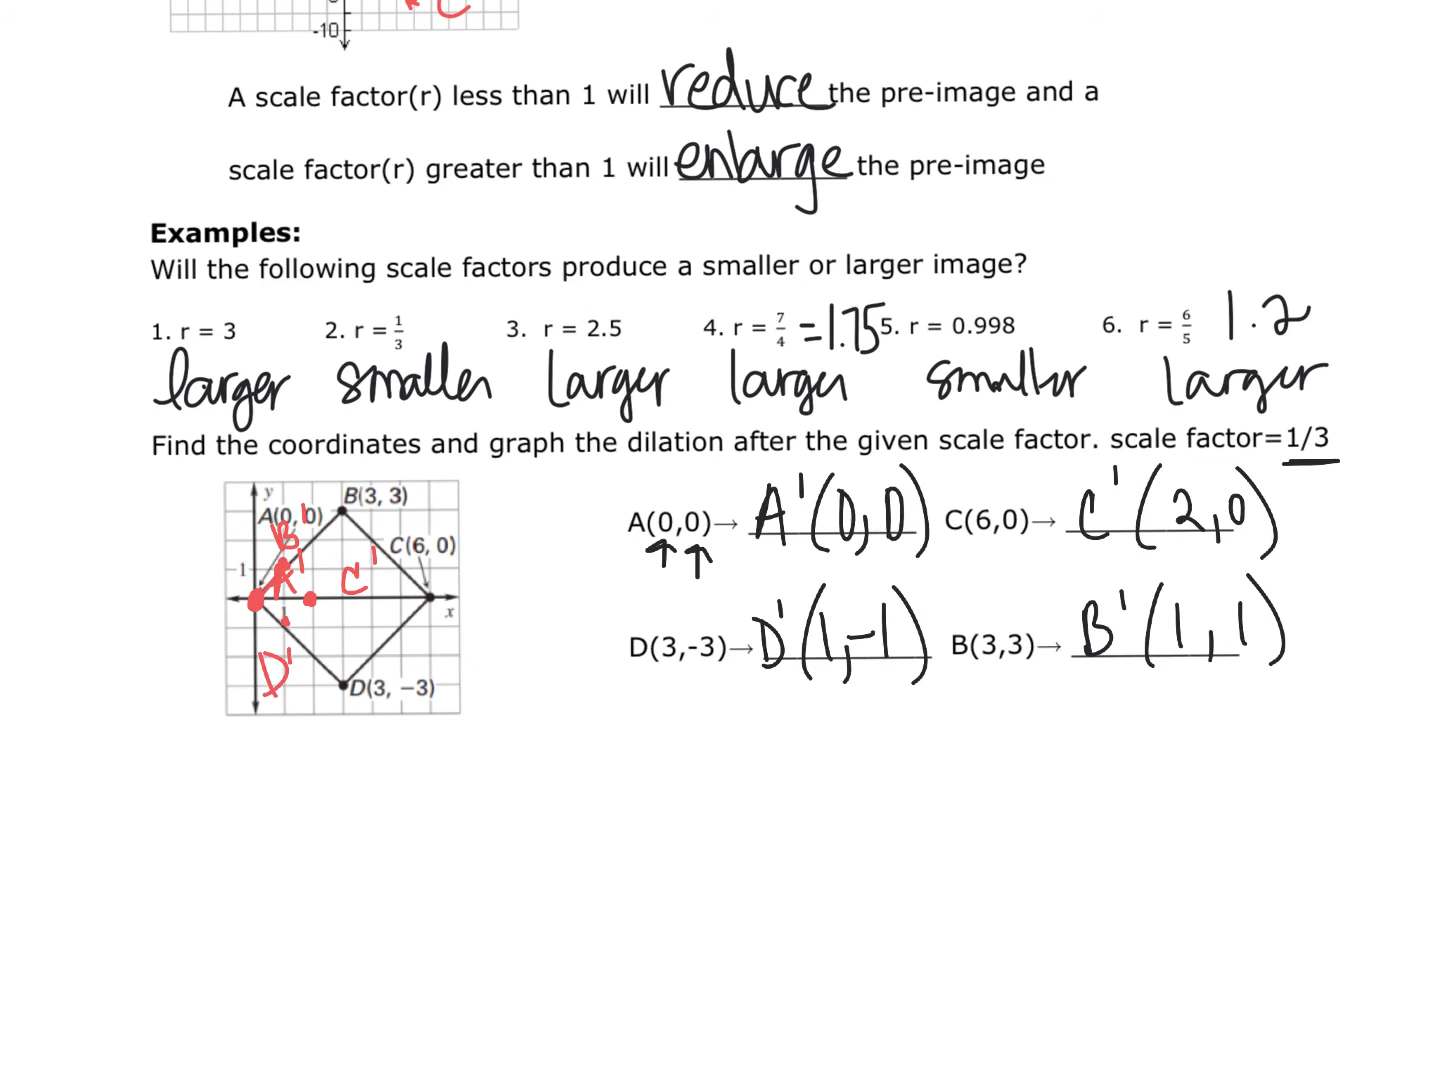 -10
C
A scale factor(r) less than 1 will reduce the pre-image and a
scale factor(r) greater than 1 will enlarge the pre-image
Examples:
Will the following scale factors produce a smaller or larger image?
1. r = 3 2. r = 1/3 3. r = 2.5 4. r = 7/4 = 1.75 5. r = 0.998 6. r = 6/5 1.2
larger smaller larger larger smaller larger
Find the coordinates and graph the dilation after the given scale factor. scale factor=1/3
y B(3, 3)
A(0, 0)
B'
C(6, 0)
1 A' C'
x
1
D'
D(3, −3)
A(0,0)→ A'(0,0) C(6,0)→ C'(2,0)
D(3,-3)→ D'(1,-1) B(3,3)→ B'(1,1)